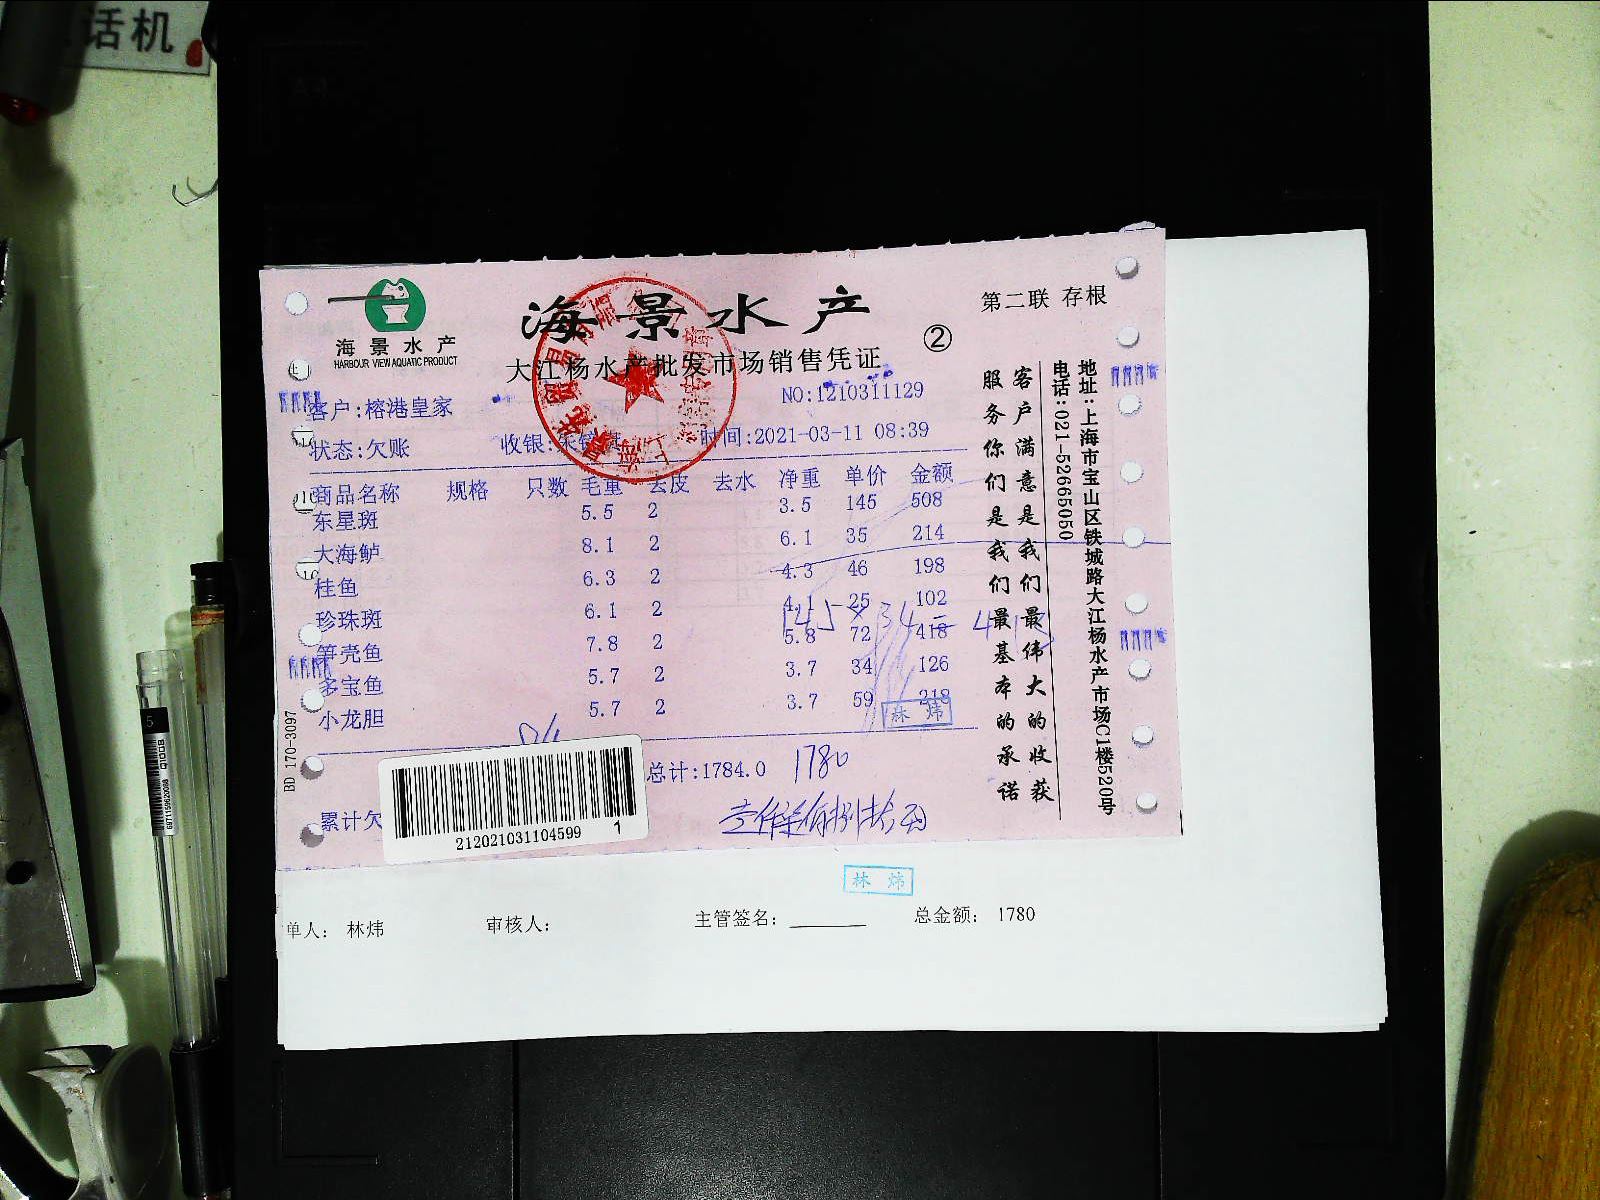 话机
海景水产
HARBOUR VIEW AQUATIC PRODUCT
海景水产
大江杨水产批发市场销售凭证
②
第二联 存根
NO:1210311129
客户:榕港皇家
状态:欠账 收银: 时间:2021-03-11 08:39
商品名称 规格 只数 毛重 去皮 去水 净重 单价 金额
东星斑 5.5 2 3.5 145 508
大海鲈 8.1 2 6.1 35 214
桂鱼 6.3 2 4.3 46 198
珍珠斑 6.1 2 4.1 25 102
笋壳鱼 7.8 2 5.8 72 418
多宝鱼 5.7 2 3.7 34 126
小龙胆 5.7 2 3.7 59 218
林炜
总计:1784.0 1780
累计欠
212021031104599 1
BD 170-3097
客户满意是我们最伟大的收获
服务你们是我们最基本的承诺
地址:上海市宝山区铁城路大江杨水产市场C1楼520号
电话:021-52665050
林炜
单人: 林炜 审核人: 主管签名: 总金额: 1780
5
Q1008
6971159620098